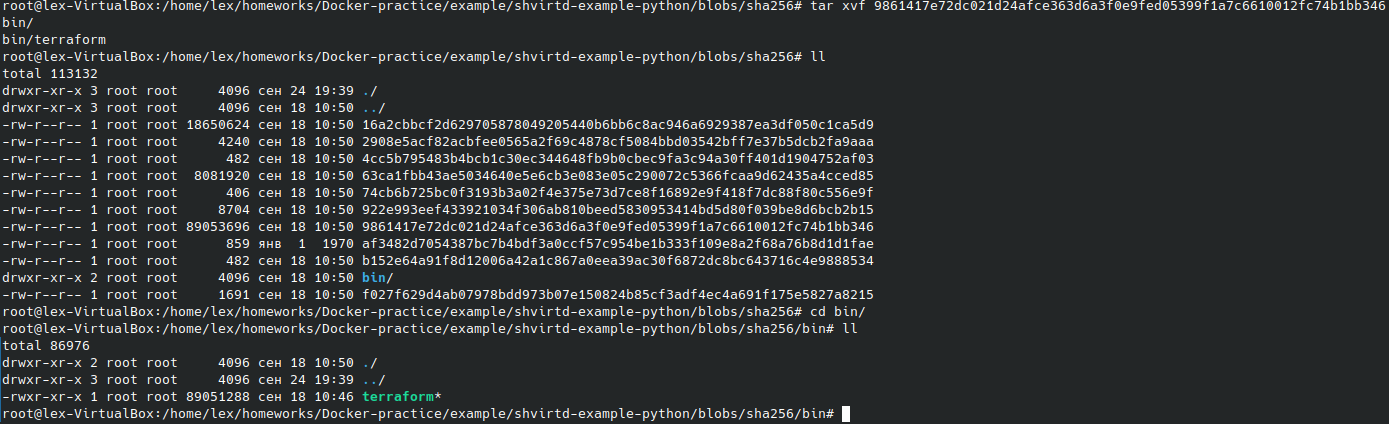 root@lex-VirtualBox:/home/lex/homeworks/Docker-practice/example/shvirtd-example-python/blobs/sha256# tar xvf 9861417e72dc021d24afce363d6a3f0e9fed05399f1a7c6610012fc74b1bb346
bin/
bin/terraform
root@lex-VirtualBox:/home/lex/homeworks/Docker-practice/example/shvirtd-example-python/blobs/sha256# ll
total 113132
drwxr-xr-x 3 root root     4096 сен 24 19:39 ./
drwxr-xr-x 3 root root     4096 сен 18 10:50 ../
-rw-r--r-- 1 root root 18650624 сен 18 10:50 16a2cbbcf2d629705878049205440b6bb6c8ac946a6929387ea3df050c1ca5d9
-rw-r--r-- 1 root root     4240 сен 18 10:50 2908e5acf82acbfee0565a2f69c4878cf5084bbd03542bff7e37b5dcb2fa9aaa
-rw-r--r-- 1 root root      482 сен 18 10:50 4cc5b795483b4bcb1c30ec344648fb9b0cbec9fa3c94a30ff401d1904752af03
-rw-r--r-- 1 root root  8081920 сен 18 10:50 63ca1fbb43ae5034640e5e6cb3e083e05c290072c5366fcaa9d62435a4cced85
-rw-r--r-- 1 root root      406 сен 18 10:50 74cb6b725bc0f3193b3a02f4e375e73d7ce8f16892e9f418f7dc88f80c556e9f
-rw-r--r-- 1 root root     8704 сен 18 10:50 922e993eef433921034f306ab810beed5830953414bd5d80f039be8d6bcb2b15
-rw-r--r-- 1 root root 89053696 сен 18 10:50 9861417e72dc021d24afce363d6a3f0e9fed05399f1a7c6610012fc74b1bb346
-rw-r--r-- 1 root root      859 янв  1  1970 af3482d7054387bc7b4bdf3a0ccf57c954be1b333f109e8a2f68a76b8d1d1fae
-rw-r--r-- 1 root root      482 сен 18 10:50 b152e64a91f8d12006a42a1c867a0eea39ac30f6872dc8bc643716c4e9888534
drwxr-xr-x 2 root root     4096 сен 18 10:50 bin/
-rw-r--r-- 1 root root     1691 сен 18 10:50 f027f629d4ab07978bdd973b07e150824b85cf3adf4ec4a691f175e5827a8215
root@lex-VirtualBox:/home/lex/homeworks/Docker-practice/example/shvirtd-example-python/blobs/sha256# cd bin/
root@lex-VirtualBox:/home/lex/homeworks/Docker-practice/example/shvirtd-example-python/blobs/sha256/bin# ll
total 86976
drwxr-xr-x 2 root root     4096 сен 18 10:50 ./
drwxr-xr-x 3 root root     4096 сен 24 19:39 ../
-rwxr-xr-x 1 root root 89051288 сен 18 10:46 terraform*
root@lex-VirtualBox:/home/lex/homeworks/Docker-practice/example/shvirtd-example-python/blobs/sha256/bin#